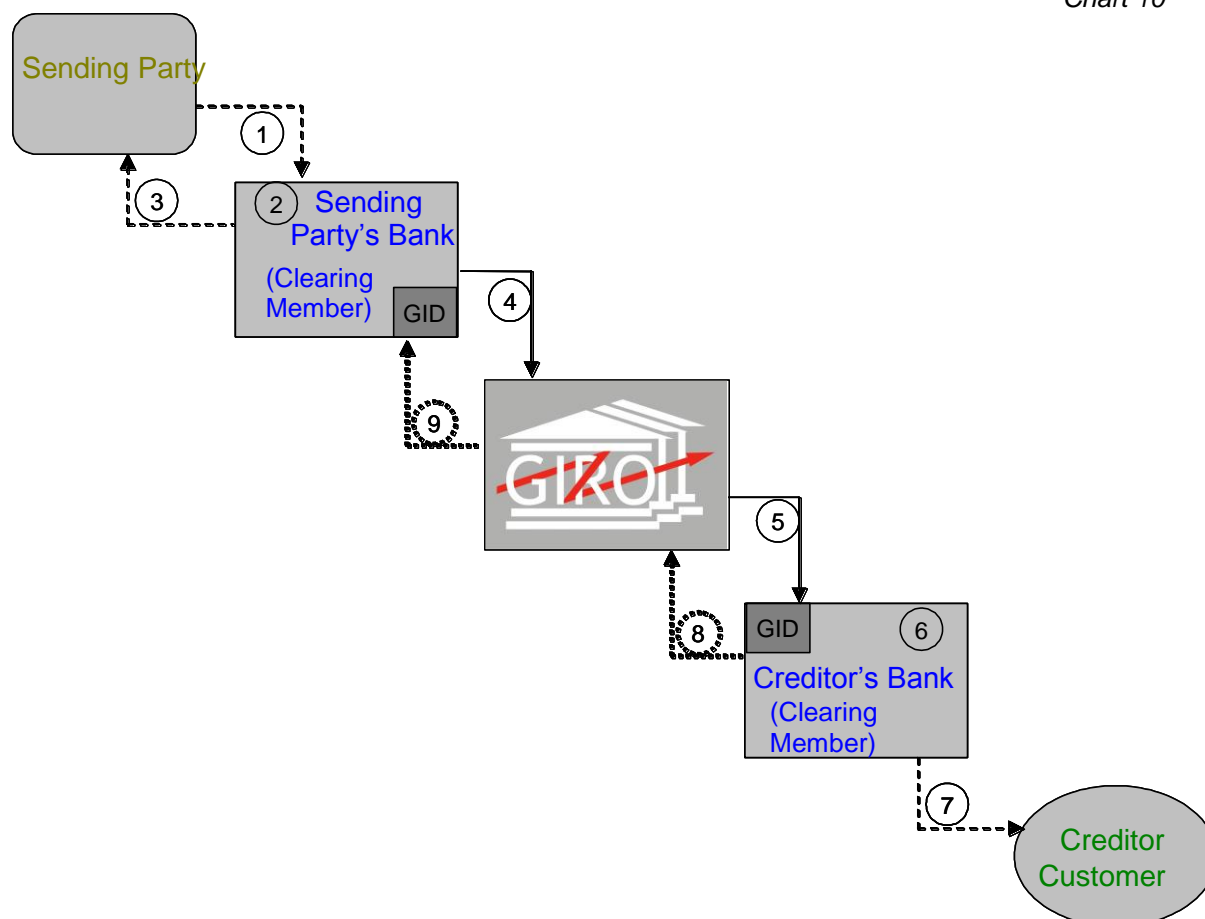 Chart 10
Sending Party
1
3
2
Sending
Party’s Bank
(Clearing
Member)
GID
4
9
GIRO
5
8
GID
6
Creditor’s Bank
(Clearing
Member)
7
Creditor
Customer